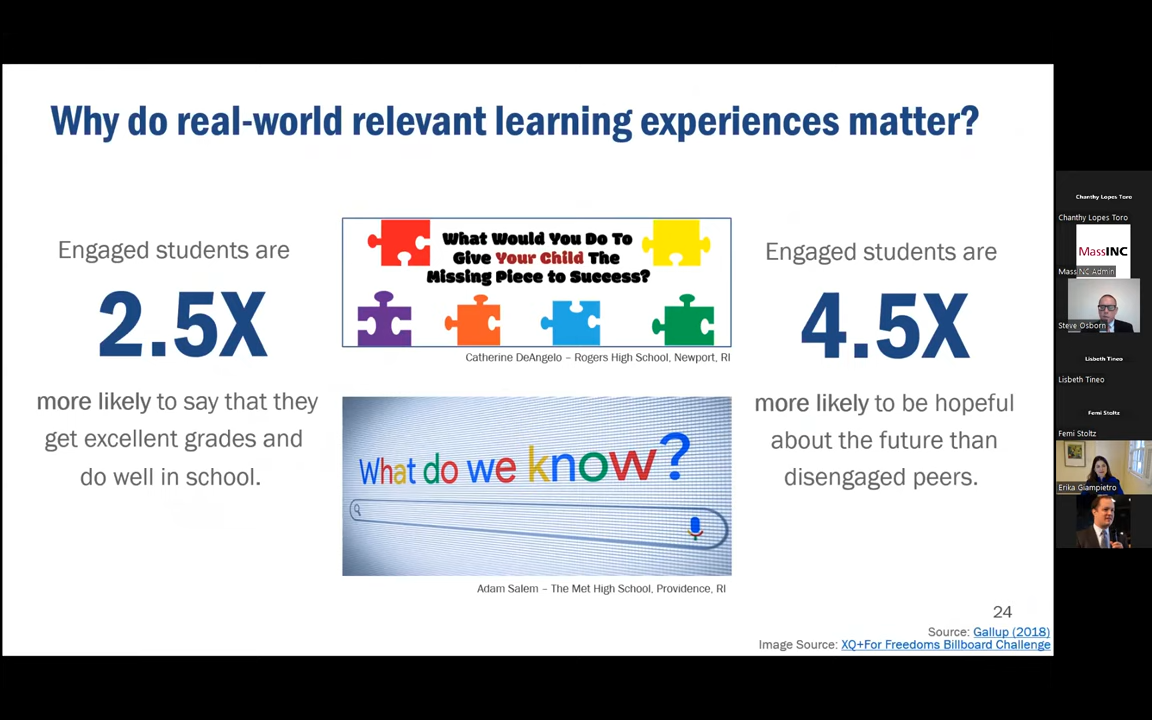 Why do real-world relevant learning experiences matter?
Engaged students are
2.5X
more likely to say that they
get excellent grades and
do well in school.
What Would You Do To
Give Your Child The
Missing Piece to Success?
Catherine DeAngelo – Rogers High School, Newport, RI
What do we know?
Adam Salem – The Met High School, Providence, RI
Engaged students are
4.5X
more likely to be hopeful
about the future than
disengaged peers.
24
Source: Gallup (2018)
Image Source: XQ+For Freedoms Billboard Challenge
Chanthy Lopes Toro
Chanthy Lopes Toro
MassINC
MassINC Admin
Steve Osborn
Lisbeth Tineo
Lisbeth Tineo
Femi Stoltz
Femi Stoltz
Erika Giampietro